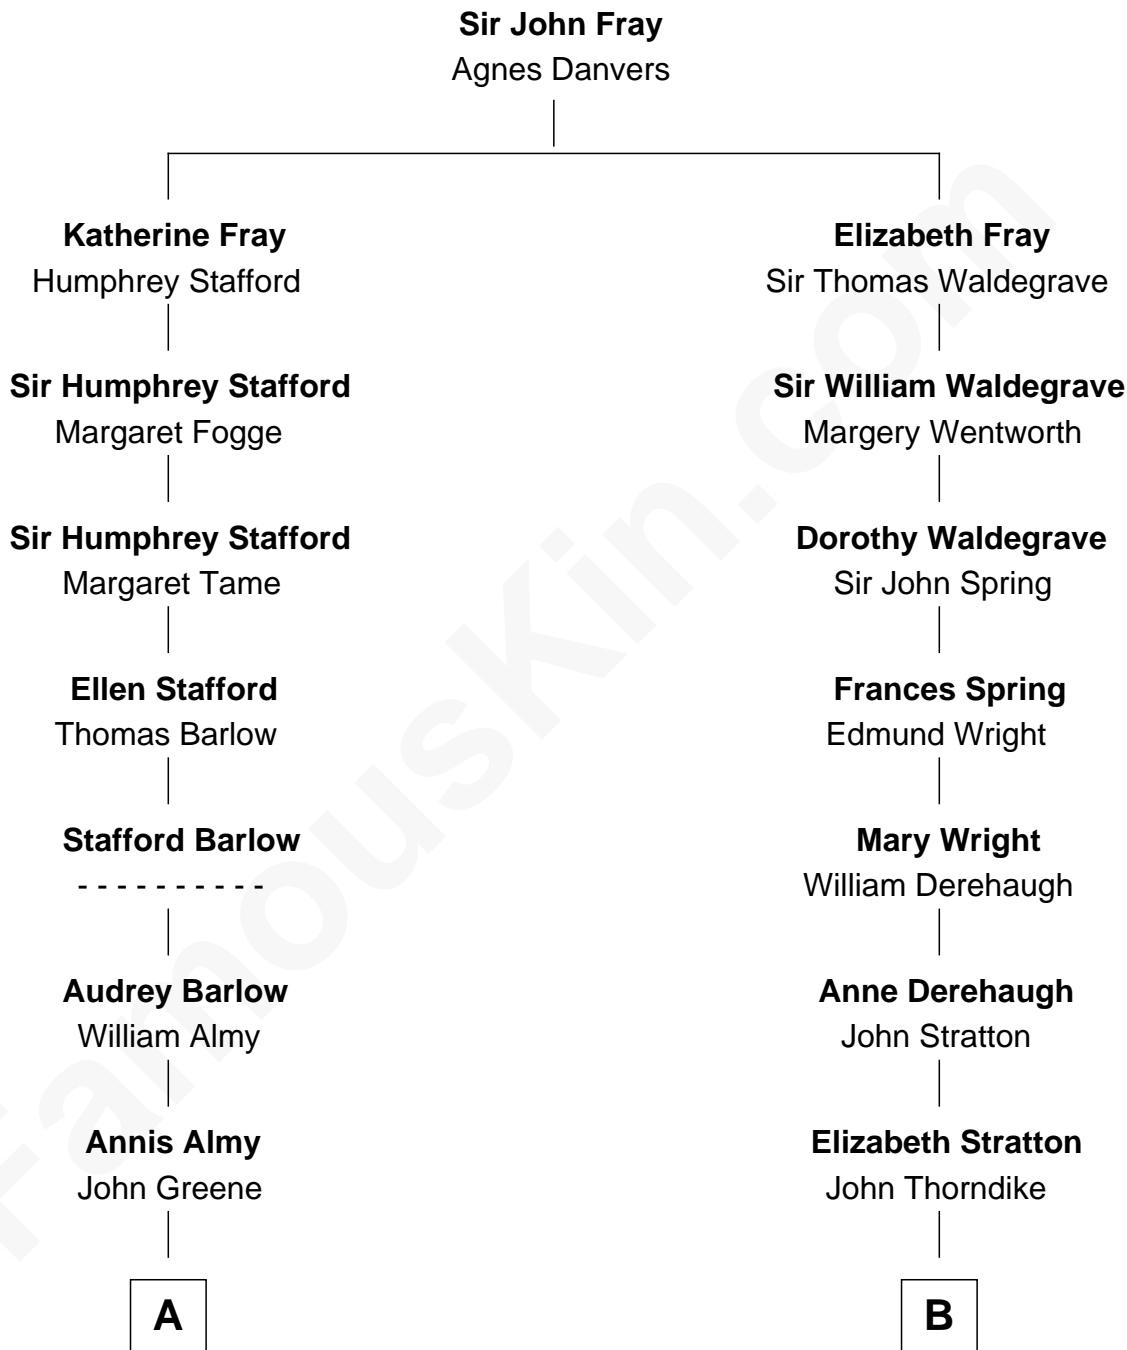 Sir John Fray
Agnes Danvers
Katherine Fray
Humphrey Stafford
Elizabeth Fray
Sir Thomas Waldegrave
Sir Humphrey Stafford
Margaret Fogge
Sir William Waldegrave
Margery Wentworth
Sir Humphrey Stafford
Margaret Tame
Dorothy Waldegrave
Sir John Spring
Ellen Stafford
Thomas Barlow
Frances Spring
Edmund Wright
Stafford Barlow
- - - - - - - - - -
Mary Wright
William Derehaugh
Audrey Barlow
William Almy
Anne Derehaugh
John Stratton
Annis Almy
John Greene
Elizabeth Stratton
John Thorndike
A
B
FamousKin.com